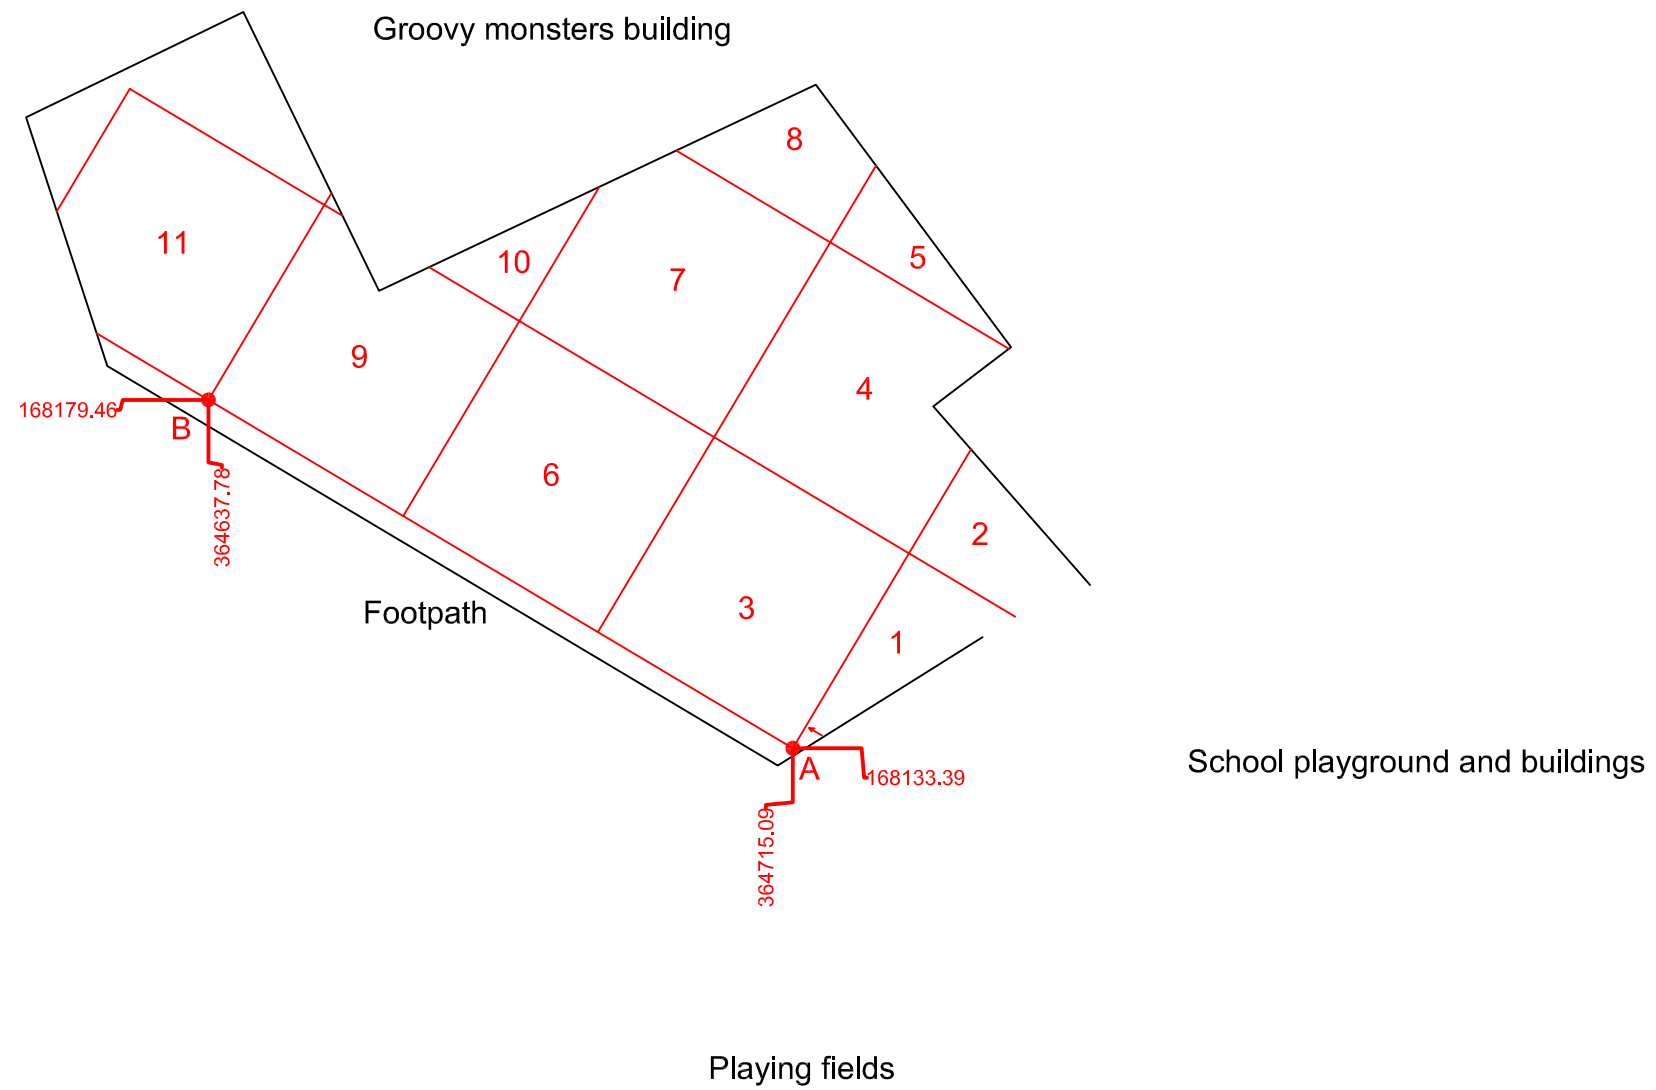 Groovy monsters building
8
11
10
7
5
9
4
168179.46
B
6
364637.78
2
Footpath
3
1
A
168133.39
School playground and buildings
364715.09
Playing fields